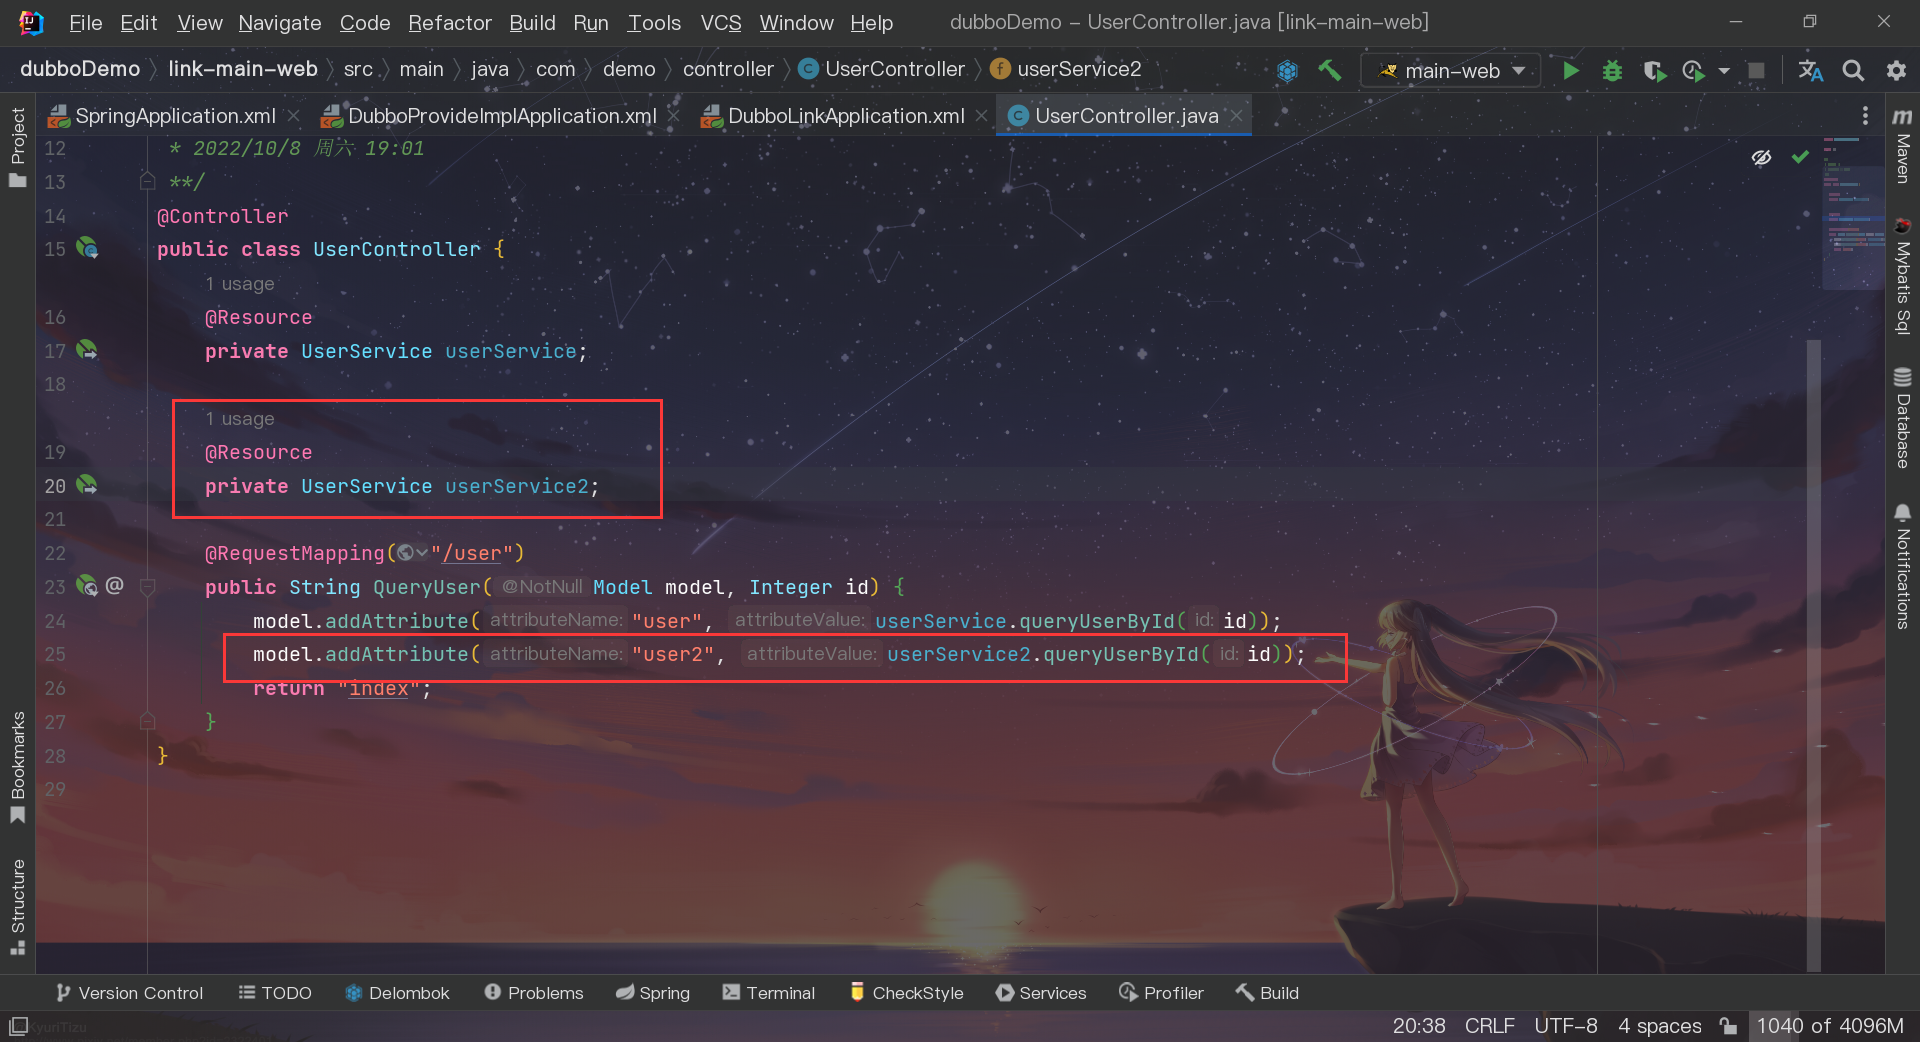 File Edit View Navigate Code Refactor Build Run Tools VCS Window Help dubboDemo – UserController.java [link-main-web]
dubboDemo link-main-web src main java com demo controller UserController userService2 main-web
SpringApplication.xml DubboProvideImplApplication.xml DubboLinkApplication.xml UserController.java
12 * 2022/10/8 周六 19:01
13 **/
14 @Controller
15 public class UserController {
1 usage
16 @Resource
17 private UserService userService;
18
1 usage
19 @Resource
20 private UserService userService2;
21
22 @RequestMapping("/user")
23 @ public String QueryUser( @NotNull Model model, Integer id) {
24 model.addAttribute( attributeName: "user", attributeValue: userService.queryUserById( id: id));
25 model.addAttribute( attributeName: "user2", attributeValue: userService2.queryUserById( id: id));
26 return "index";
27 }
28 }
29
Project
Bookmarks
Structure
Maven
Mybatis Sql
Database
Notifications
Version Control TODO Delombok Problems Spring Terminal CheckStyle Services Profiler Build
KyuriTizu
20:38 CRLF UTF-8 4 spaces 1040 of 4096M